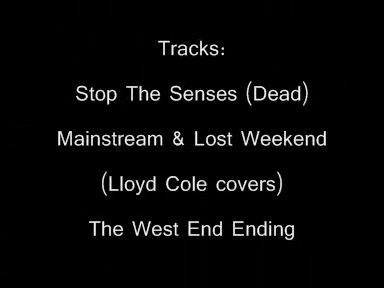 Tracks:
Stop The Senses (Dead)
Mainstream & Lost Weekend
(Lloyd Cole covers)
The West End Ending